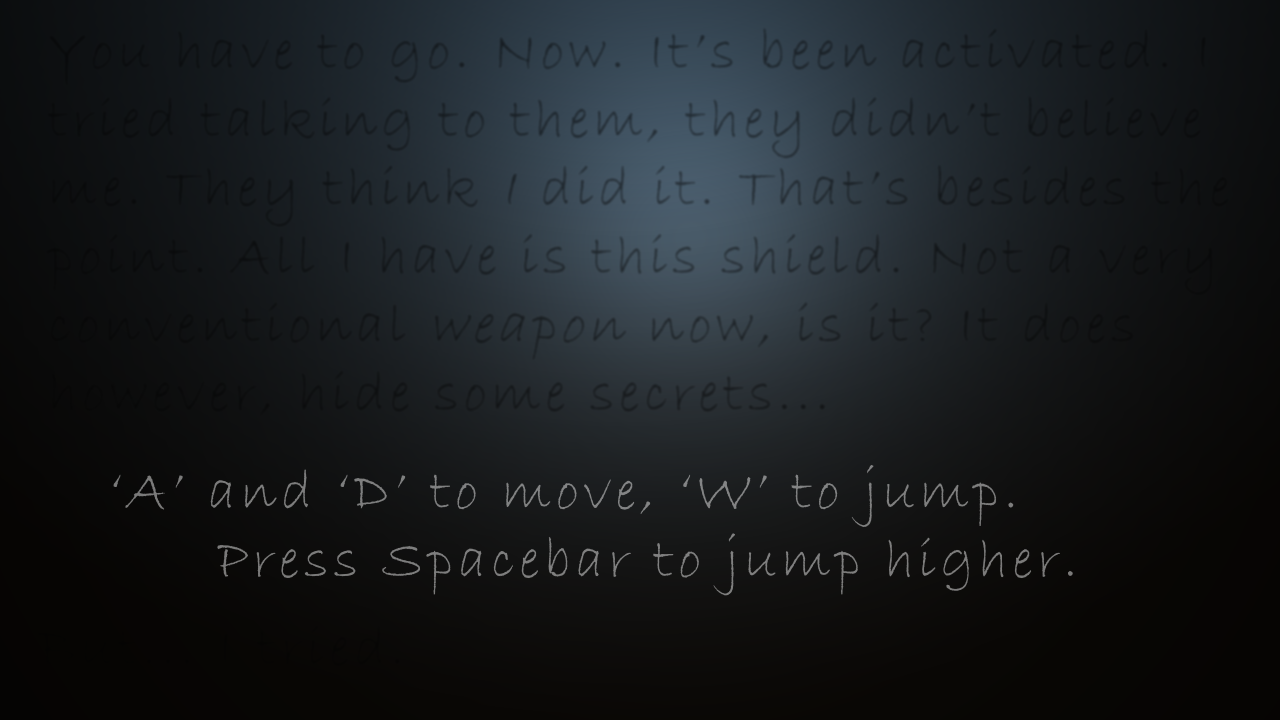 You have to go. Now. It’s been activated. I
tried talking to them, they didn’t believe
me. They think I did it. That’s besides the
point. All I have is this shield. Not a very
conventional weapon now, is it? It does
however, hide some secrets...
‘A’ and ‘D’ to move, ‘W’ to jump.
Press Spacebar to jump higher.